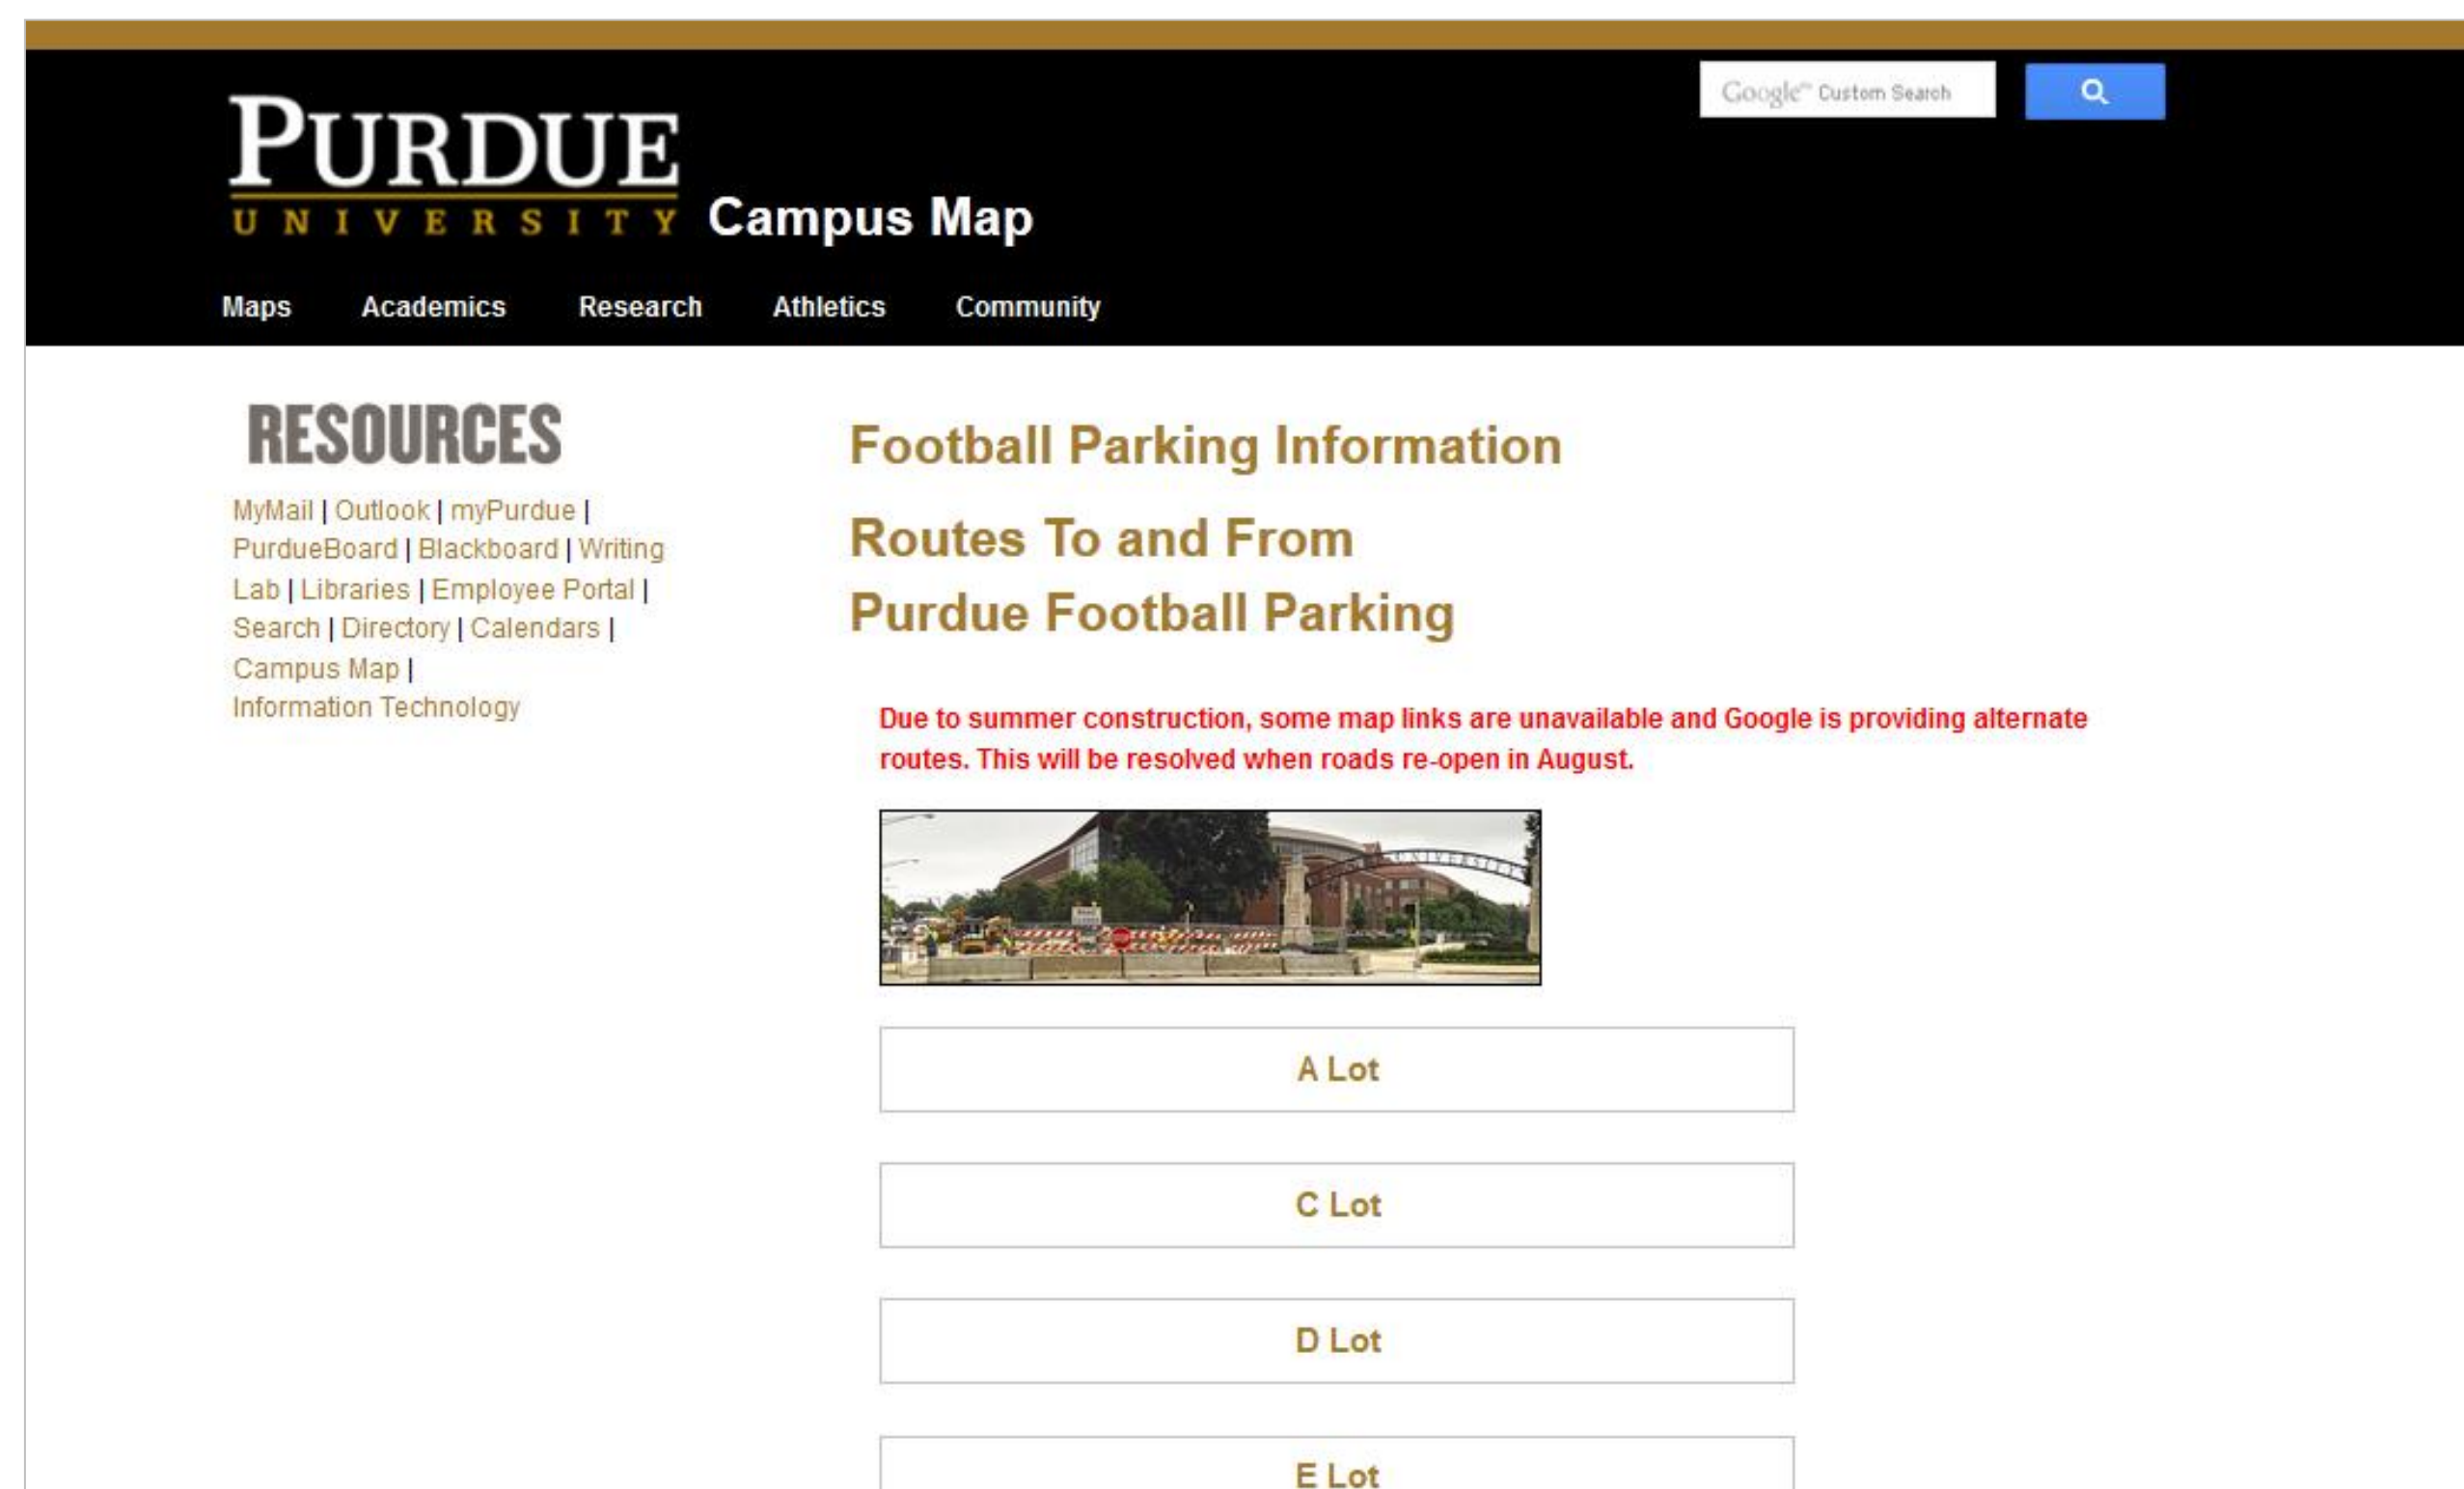 Google™ Custom Search
PURDUE
UNIVERSITY Campus Map
Maps Academics Research Athletics Community
RESOURCES
MyMail | Outlook | myPurdue |
PurdueBoard | Blackboard | Writing
Lab | Libraries | Employee Portal |
Search | Directory | Calendars |
Campus Map |
Information Technology
Football Parking Information
Routes To and From
Purdue Football Parking
Due to summer construction, some map links are unavailable and Google is providing alternate
routes. This will be resolved when roads re-open in August.
UNIVERSITY
A Lot
C Lot
D Lot
E Lot